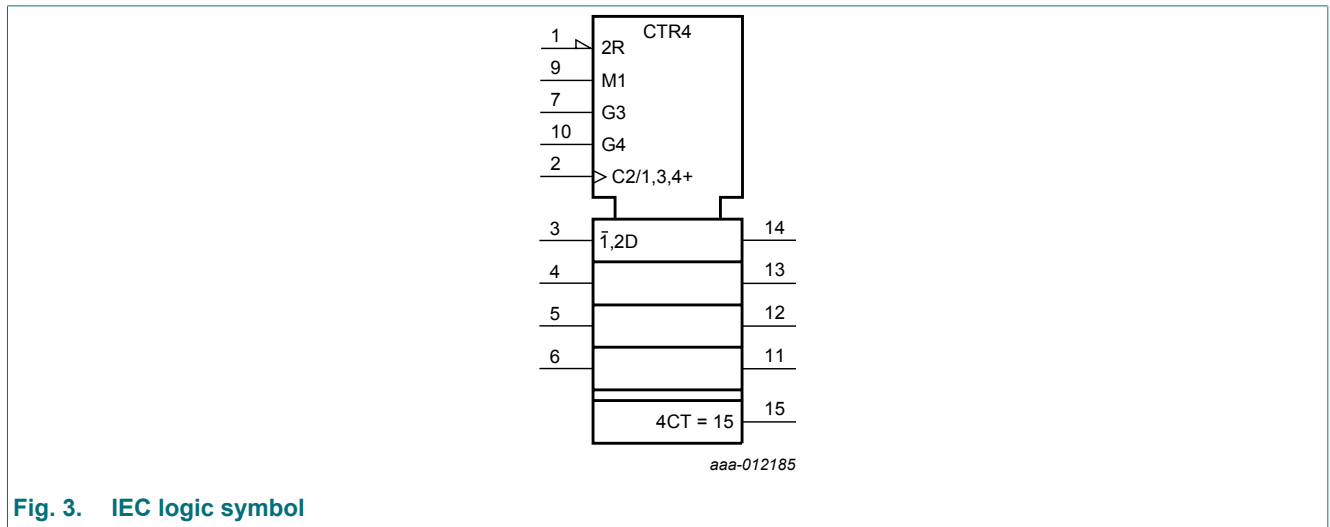 CTR4
1 2R
9 M1
7 G3
10 G4
2 C2/1,3,4+
3 1̄,2D 14
4 13
5 12
6 11
4CT = 15 15
aaa-012185
Fig. 3. IEC logic symbol